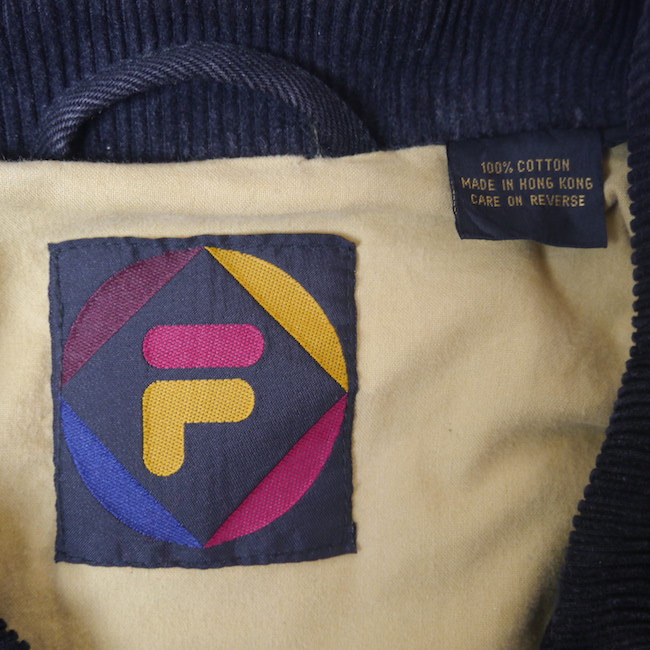 F
100% COTTON
MADE IN HONG KONG
CARE ON REVERSE